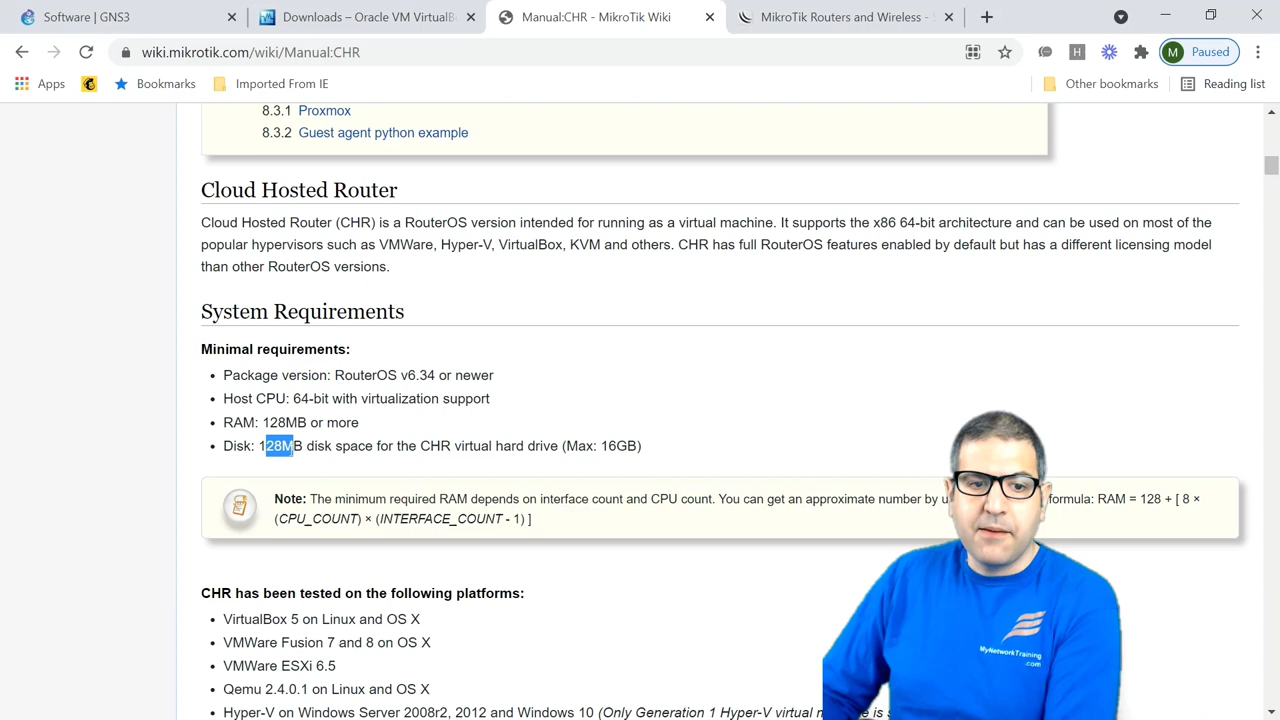 Software | GNS3
Downloads – Oracle VM VirtualB
Manual:CHR - MikroTik Wiki
MikroTik Routers and Wireless -
wiki.mikrotik.com/wiki/Manual:CHR
H
M Paused
Apps
Bookmarks
Imported From IE
Other bookmarks
Reading list
8.3.1 Proxmox
8.3.2 Guest agent python example
Cloud Hosted Router
Cloud Hosted Router (CHR) is a RouterOS version intended for running as a virtual machine. It supports the x86 64-bit architecture and can be used on most of the
popular hypervisors such as VMWare, Hyper-V, VirtualBox, KVM and others. CHR has full RouterOS features enabled by default but has a different licensing model
than other RouterOS versions.
System Requirements
Minimal requirements:
• Package version: RouterOS v6.34 or newer
• Host CPU: 64-bit with virtualization support
• RAM: 128MB or more
• Disk: 128MB disk space for the CHR virtual hard drive (Max: 16GB)
Note: The minimum required RAM depends on interface count and CPU count. You can get an approximate number by formula: RAM = 128 + [ 8 ×
(CPU_COUNT) × (INTERFACE_COUNT - 1) ]
CHR has been tested on the following platforms:
• VirtualBox 5 on Linux and OS X
• VMWare Fusion 7 and 8 on OS X
• VMWare ESXi 6.5
• Qemu 2.4.0.1 on Linux and OS X
• Hyper-V on Windows Server 2008r2, 2012 and Windows 10 (Only Generation 1 Hyper-V virtual
MyNetworkTraining
.com